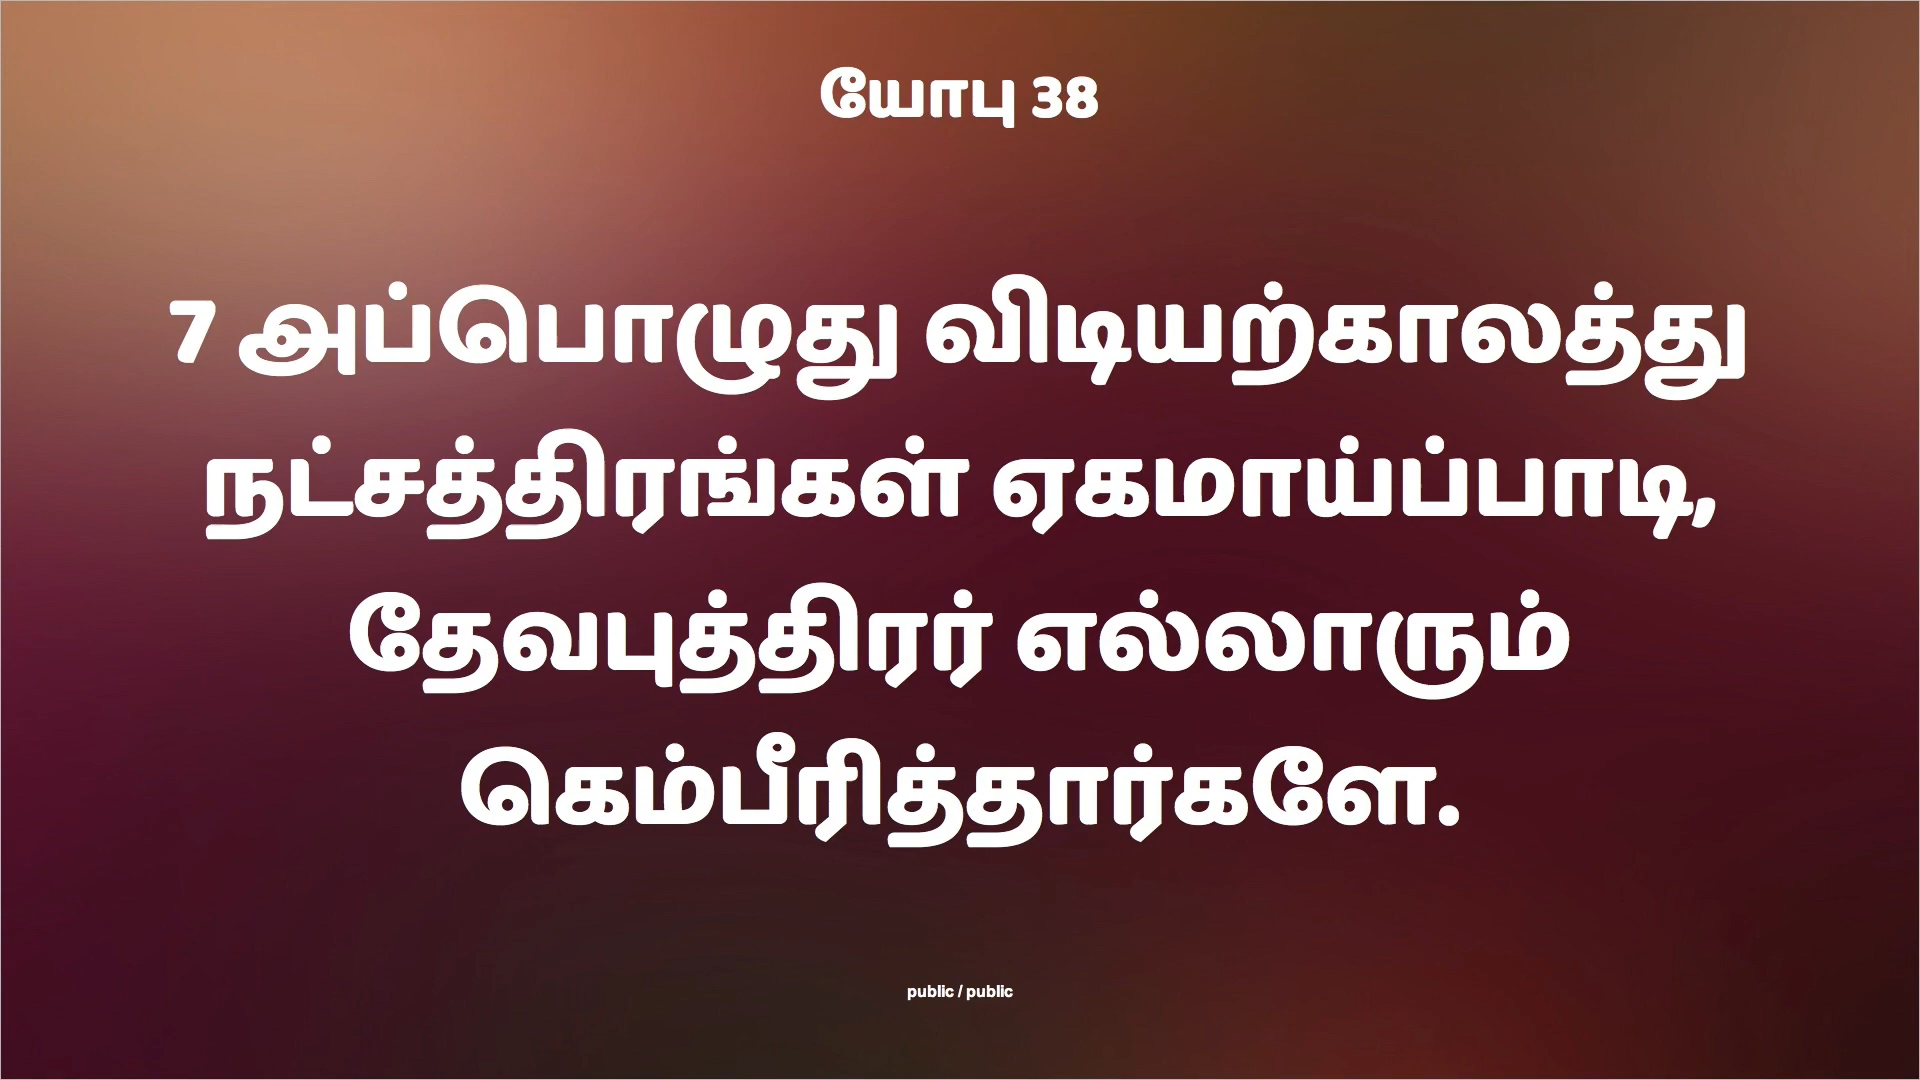 யோபு 38
7 அப்பொழுது விடியற்காலத்து
நட்சத்திரங்கள் ஏகமாய்ப்பாடி,
தேவபுத்திரர் எல்லாரும்
கெம்பீரித்தார்களே.
public / public